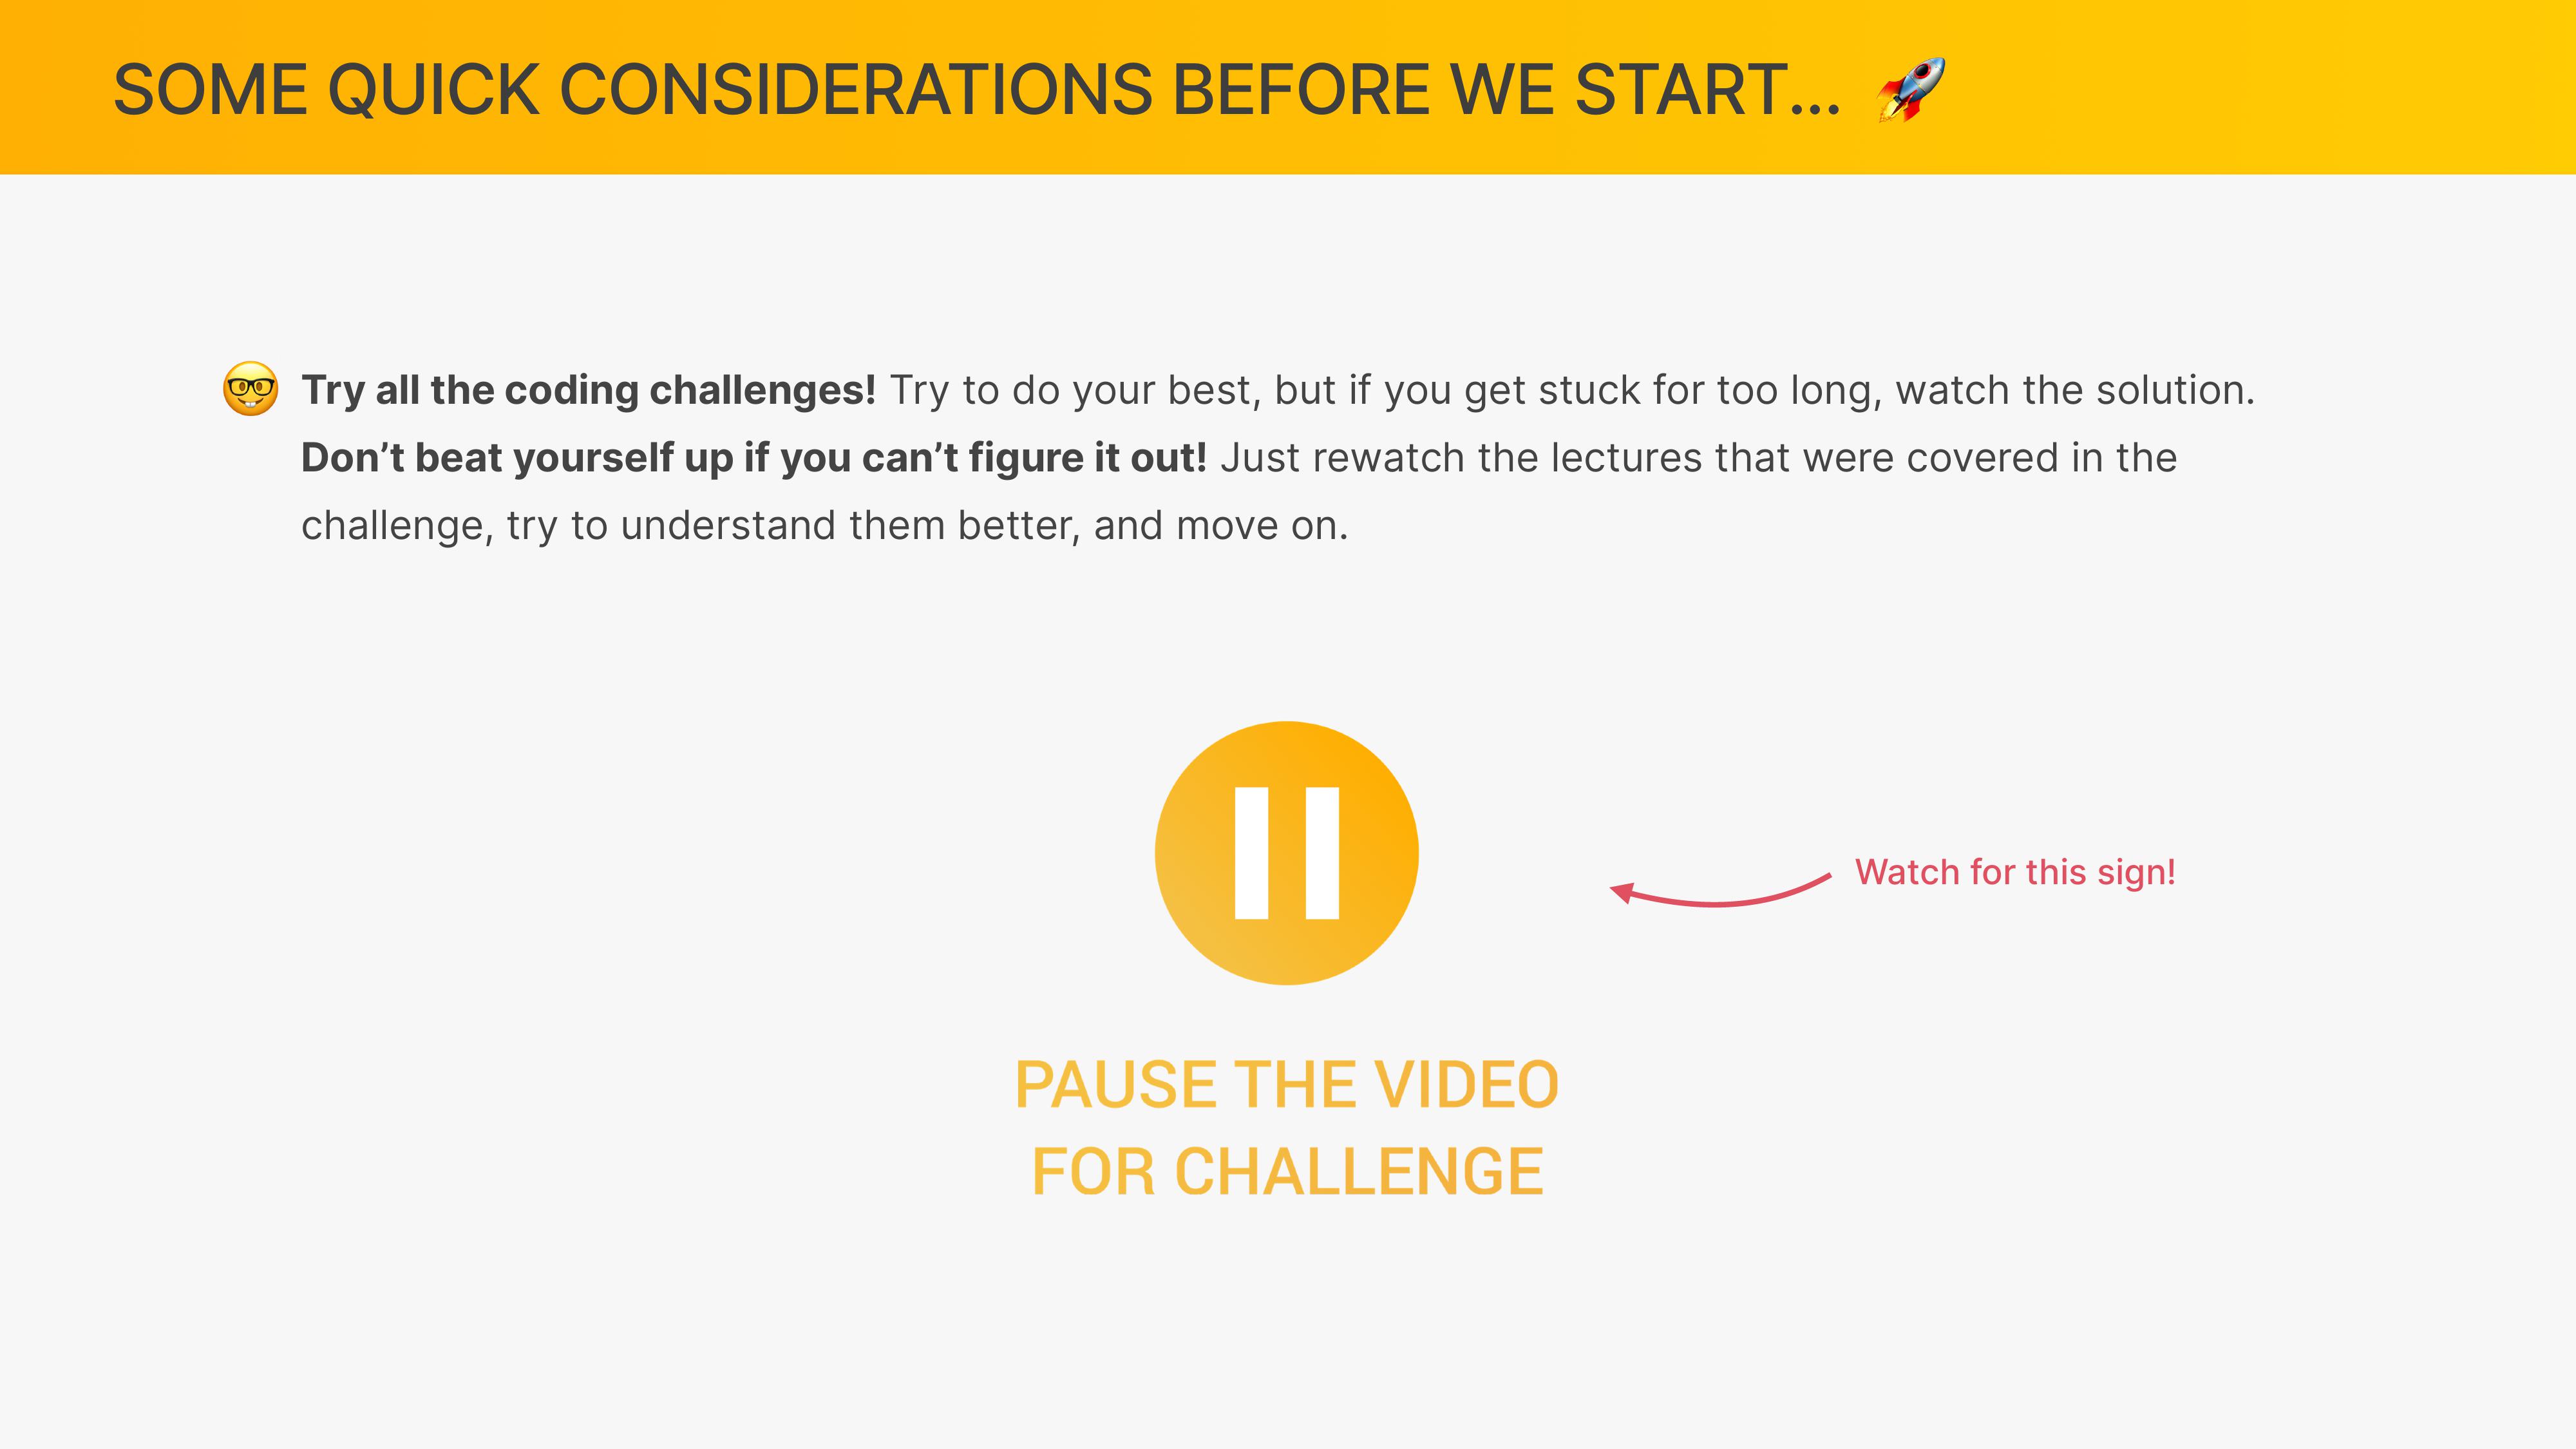 SOME QUICK CONSIDERATIONS BEFORE WE START... 🚀
🤓 Try all the coding challenges! Try to do your best, but if you get stuck for too long, watch the solution.
Don’t beat yourself up if you can’t figure it out! Just rewatch the lectures that were covered in the
challenge, try to understand them better, and move on.
Watch for this sign!
PAUSE THE VIDEO
FOR CHALLENGE